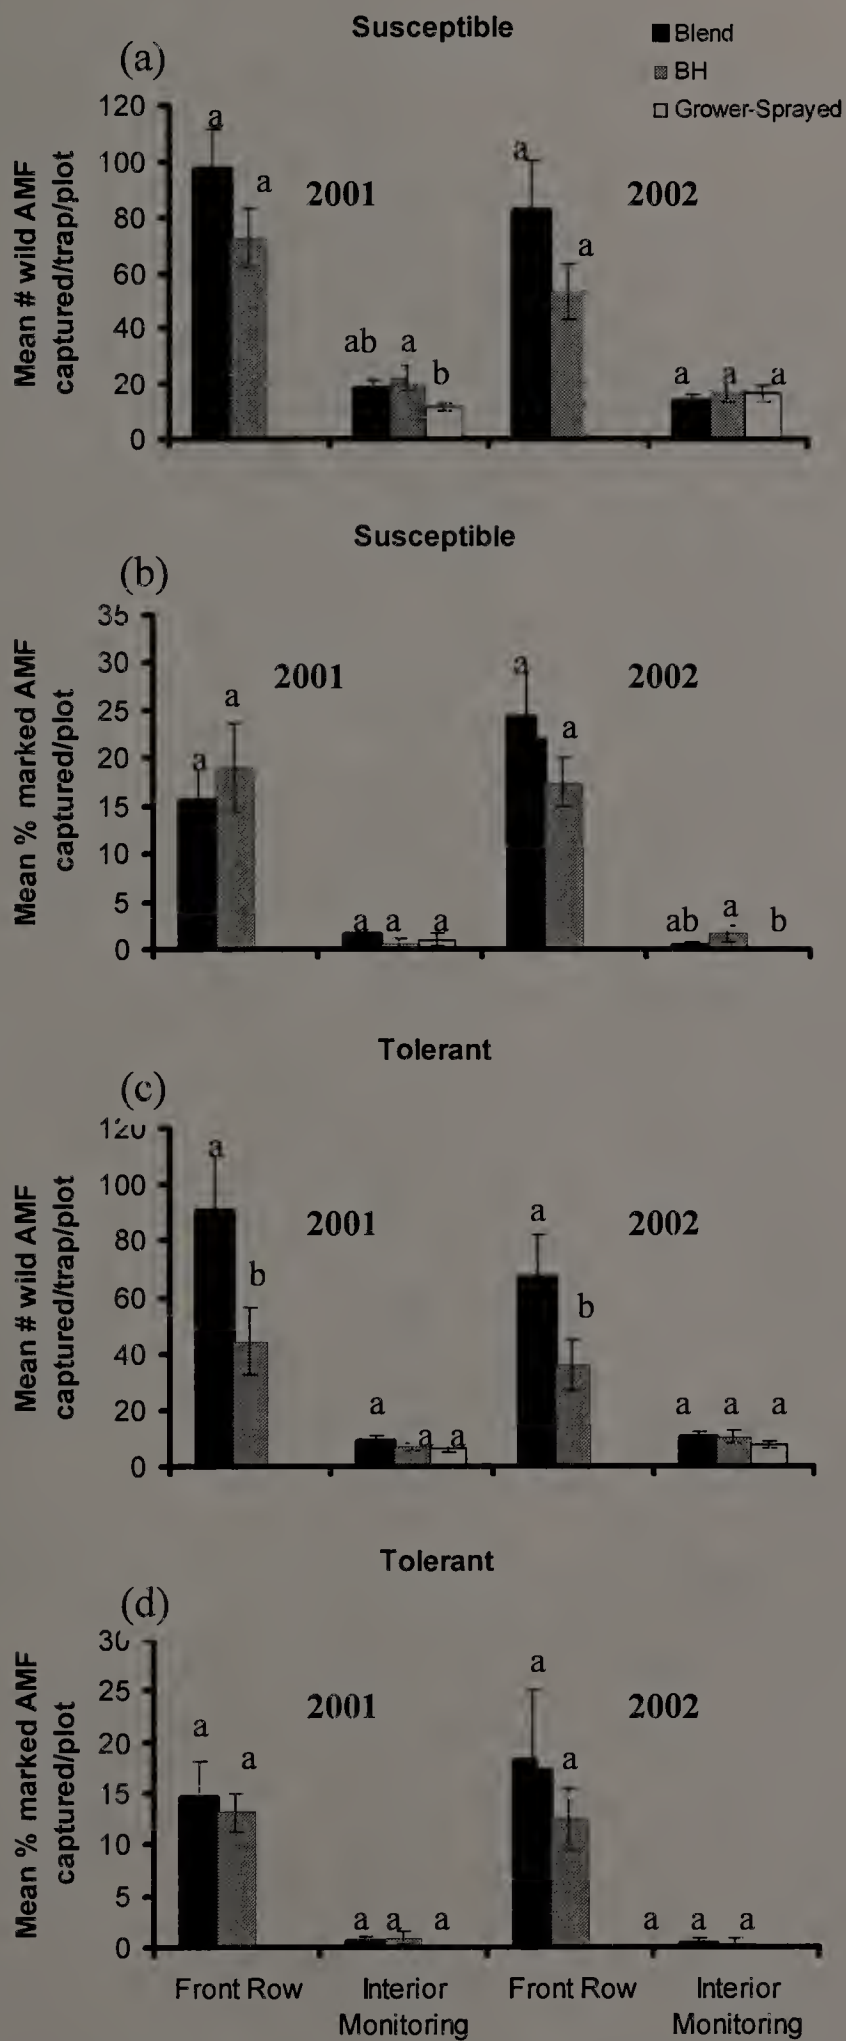 Susceptible
Blend
BH
Grower-Sprayed
(a)
Mean # wild AMF
captured/trap/plot
120
100
80
60
40
20
0
2001
2002
a
a
ab
a
b
a
a
a
a
a
Susceptible
(b)
Mean % marked AMF
captured/plot
35
30
25
20
15
10
5
0
2001
2002
a
a
a
a
a
a
a
ab
a
b
Tolerant
(c)
Mean # wild AMF
captured/trap/plot
120
100
80
60
40
20
0
2001
2002
a
b
a
a
a
a
b
a
a
a
Tolerant
(d)
Mean % marked AMF
captured/plot
30
25
20
15
10
5
0
2001
2002
a
a
a
a
a
a
a
a
a
a
Front Row
Interior
Monitoring
Front Row
Interior
Monitoring